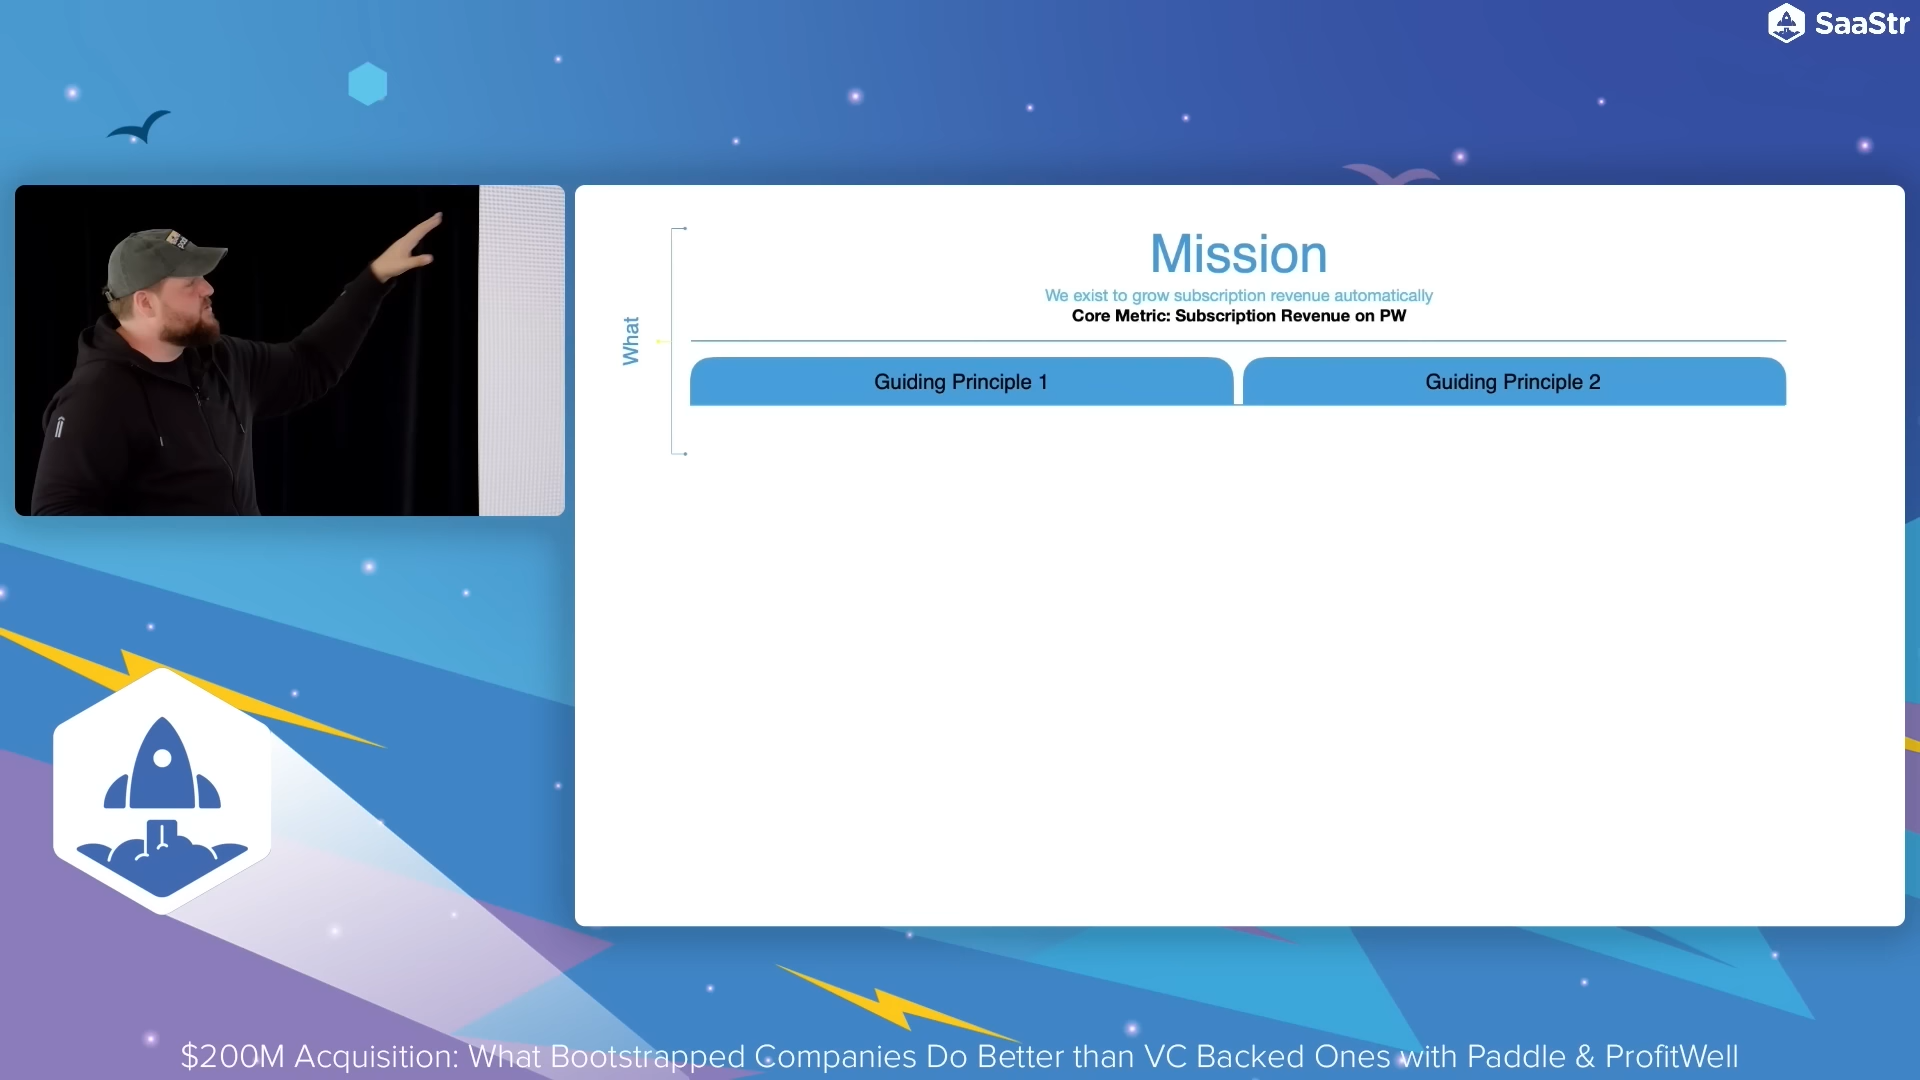 SaaStr
Mission
We exist to grow subscription revenue automatically
Core Metric: Subscription Revenue on PW
What
Guiding Principle 1
Guiding Principle 2
$200M Acquisition: What Bootstrapped Companies Do Better than VC Backed Ones with Paddle & ProfitWell